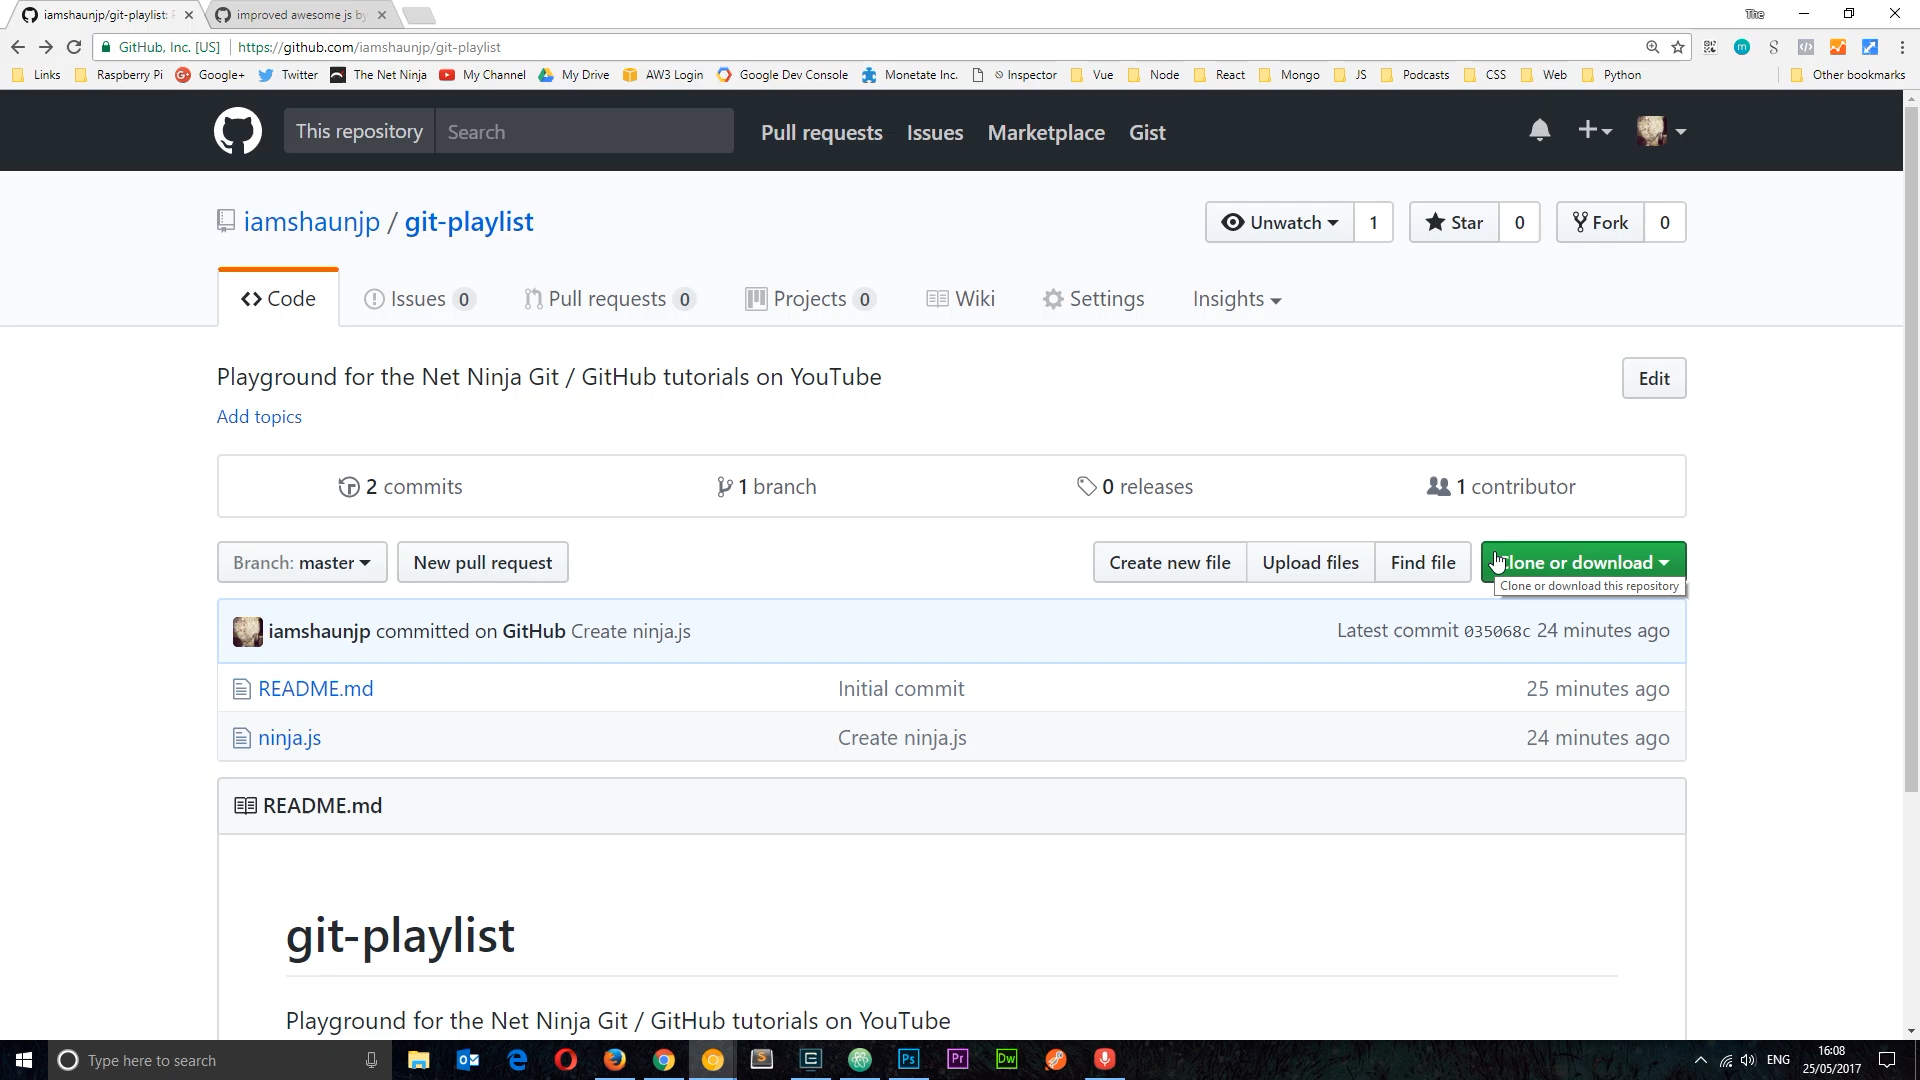 iamshaunjp/git-playlist:
improved awesome js by
The
GitHub, Inc. [US] https://github.com/iamshaunjp/git-playlist
Links Raspberry Pi Google+ Twitter The Net Ninja My Channel My Drive AW3 Login Google Dev Console Monetate Inc. Inspector Vue Node React Mongo JS Podcasts CSS Web Python Other bookmarks
This repository Search Pull requests Issues Marketplace Gist
iamshaunjp / git-playlist Unwatch 1 Star 0 Fork 0
Code Issues 0 Pull requests 0 Projects 0 Wiki Settings Insights
Playground for the Net Ninja Git / GitHub tutorials on YouTube Edit
Add topics
2 commits 1 branch 0 releases 1 contributor
Branch: master New pull request Create new file Upload files Find file Clone or download
Clone or download this repository
iamshaunjp committed on GitHub Create ninja.js Latest commit 035068c 24 minutes ago
README.md Initial commit 25 minutes ago
ninja.js Create ninja.js 24 minutes ago
README.md
git-playlist
Playground for the Net Ninja Git / GitHub tutorials on YouTube
Type here to search ENG 16:08
25/05/2017